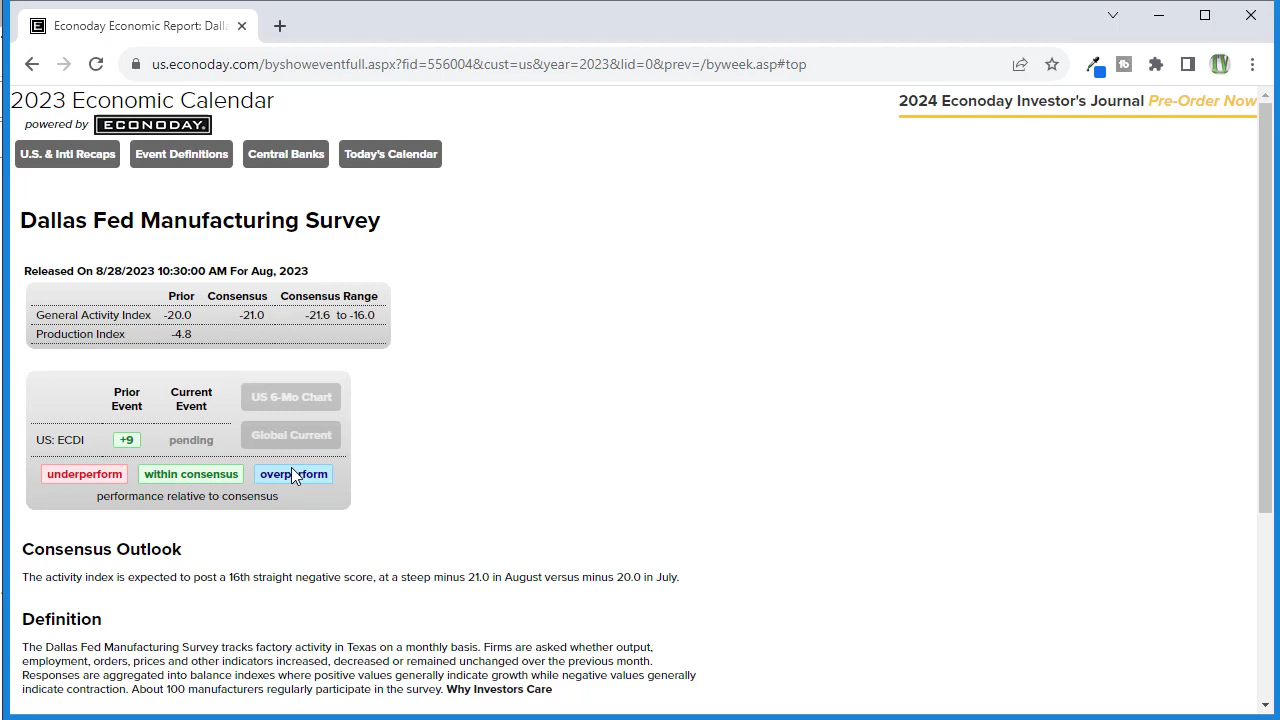 Econoday Economic Report: Dalla
us.econoday.com/byshoweventfull.aspx?fid=556004&cust=us&year=2023&lid=0&prev=/byweek.asp#top
2023 Economic Calendar
powered by ECONODAY®
2024 Econoday Investor's Journal Pre-Order Now
U.S. & Intl Recaps Event Definitions Central Banks Today's Calendar
Dallas Fed Manufacturing Survey
Released On 8/28/2023 10:30:00 AM For Aug, 2023
Prior Consensus Consensus Range
General Activity Index -20.0 -21.0 -21.6 to -16.0
Production Index -4.8
Prior Event Current Event US 6-Mo Chart
Global Current
US: ECDI +9 pending
underperform within consensus overperform
performance relative to consensus
Consensus Outlook
The activity index is expected to post a 16th straight negative score, at a steep minus 21.0 in August versus minus 20.0 in July.
Definition
The Dallas Fed Manufacturing Survey tracks factory activity in Texas on a monthly basis. Firms are asked whether output,
employment, orders, prices and other indicators increased, decreased or remained unchanged over the previous month.
Responses are aggregated into balance indexes where positive values generally indicate growth while negative values generally
indicate contraction. About 100 manufacturers regularly participate in the survey. Why Investors Care